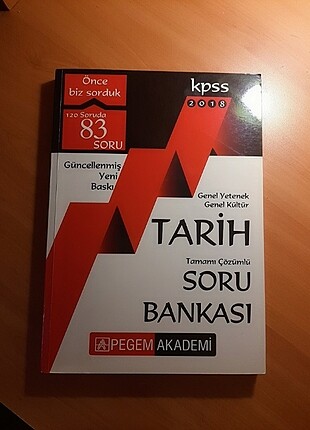 Önce
biz sorduk
120 Soruda
83
SORU
Güncellenmiş
Yeni
Baskı
kpss
2018
Genel Yetenek
Genel Kültür
TARİH
Tamamı Çözümlü
SORU
BANKASI
PEGEM AKADEMİ